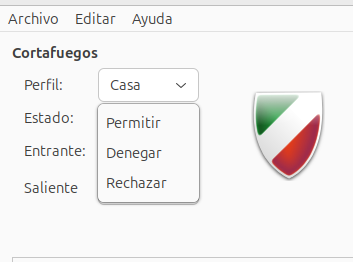 Archivo Editar Ayuda
Cortafuegos
Perfil: Casa
Estado:
Permitir
Entrante:
Denegar
Saliente
Rechazar